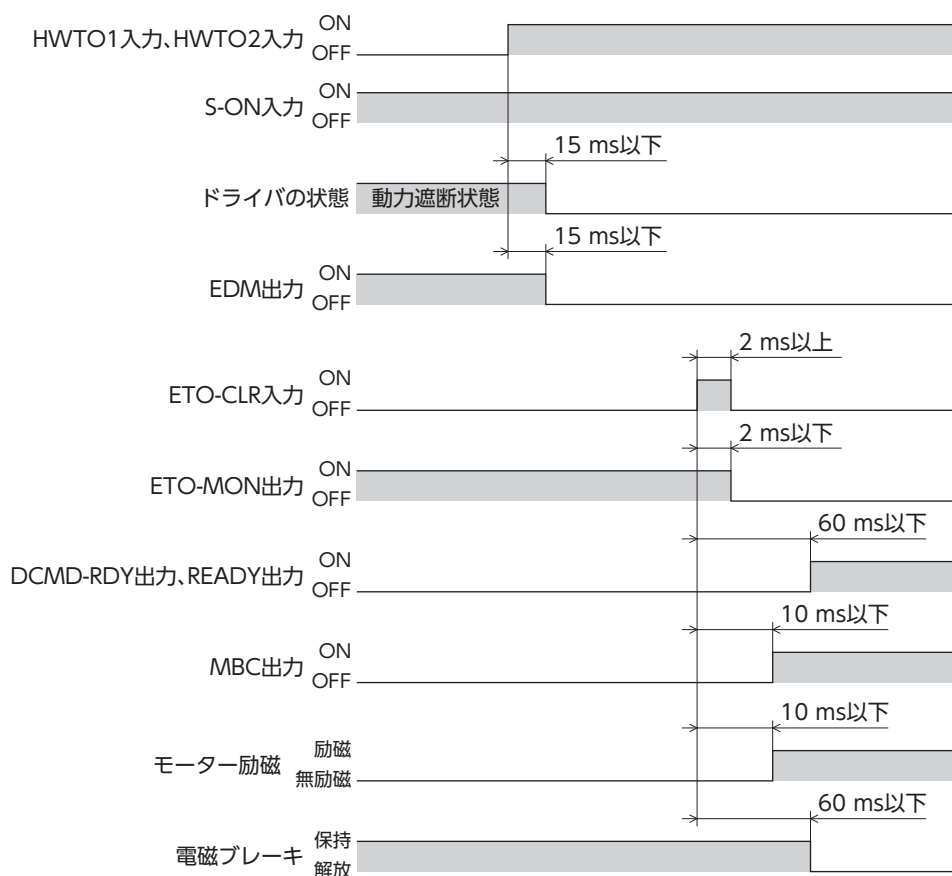 HWTO1入力、HWTO2入力 ON
OFF
S-ON入力 ON
OFF
15 ms以下
ドライバの状態 動力遮断状態
15 ms以下
EDM出力 ON
OFF
2 ms以上
ETO-CLR入力 ON
OFF
2 ms以下
ETO-MON出力 ON
OFF
60 ms以下
DCMD-RDY出力、READY出力 ON
OFF
10 ms以下
MBC出力 ON
OFF
10 ms以下
モーター励磁 励磁
無励磁
60 ms以下
電磁ブレーキ 保持
解放